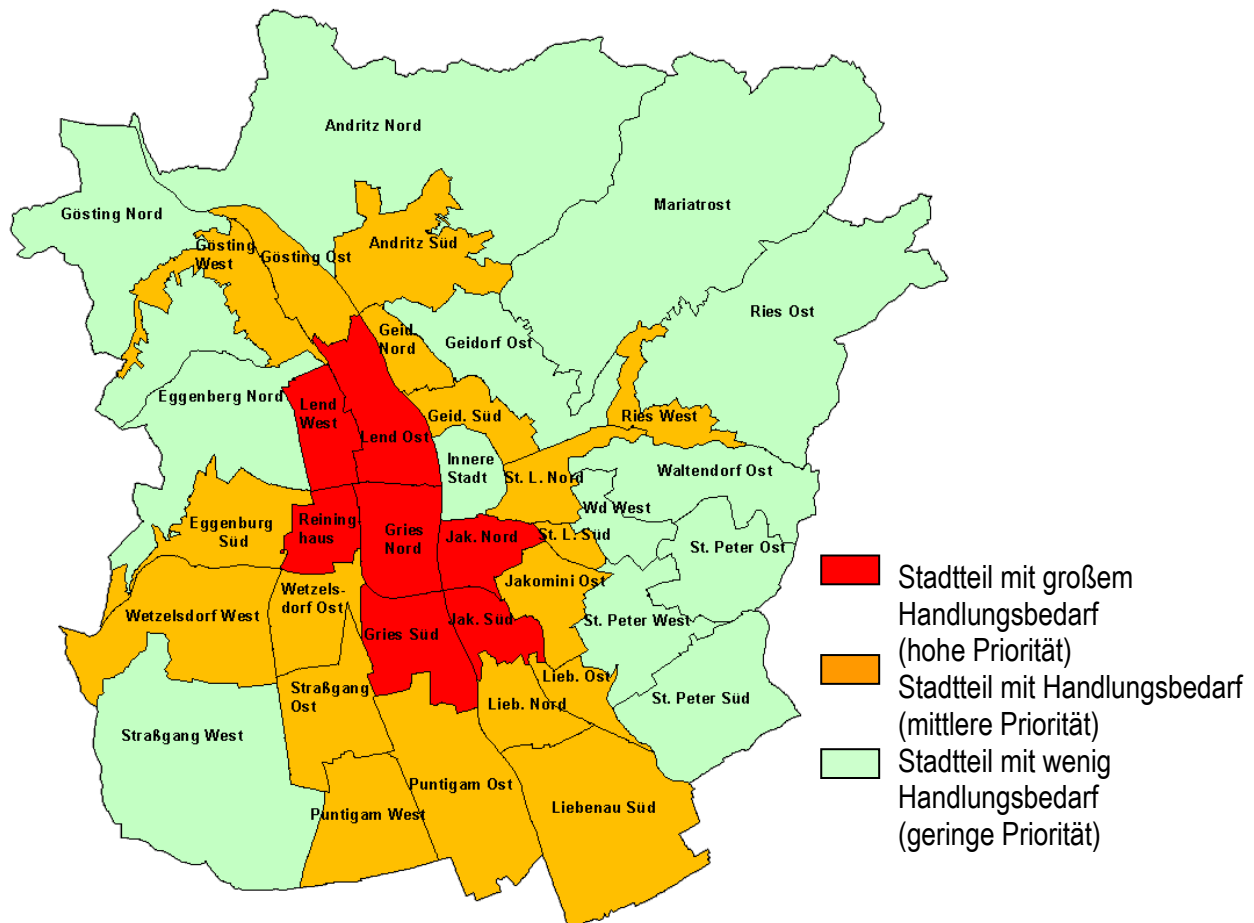 Andritz Nord
Mariatrost
Gösting Nord
Gösting
West
Gösting Ost
Andritz Süd
Ries Ost
Geid.
Nord
Geidorf Ost
Eggenberg Nord
Lend
West
Lend Ost
Geid. Süd
Ries West
Innere
Stadt
St. L. Nord
Waltendorf Ost
Wd West
Eggenburg
Süd
Reining
haus
Gries
Nord
Jak. Nord
St. L. Süd
St. Peter Ost
Wetzels-
dorf Ost
Jakomini Ost
Wetzelsdorf West
Gries Süd
Jak. Süd
St. Peter West
Straßgang
Ost
Lieb. Ost
Lieb. Nord
St. Peter Süd
Straßgang West
Puntigam Ost
Puntigam West
Liebenau Süd
Stadtteil mit großem
Handlungsbedarf
(hohe Priorität)
Stadtteil mit Handlungsbedarf
(mittlere Priorität)
Stadtteil mit wenig
Handlungsbedarf
(geringe Priorität)